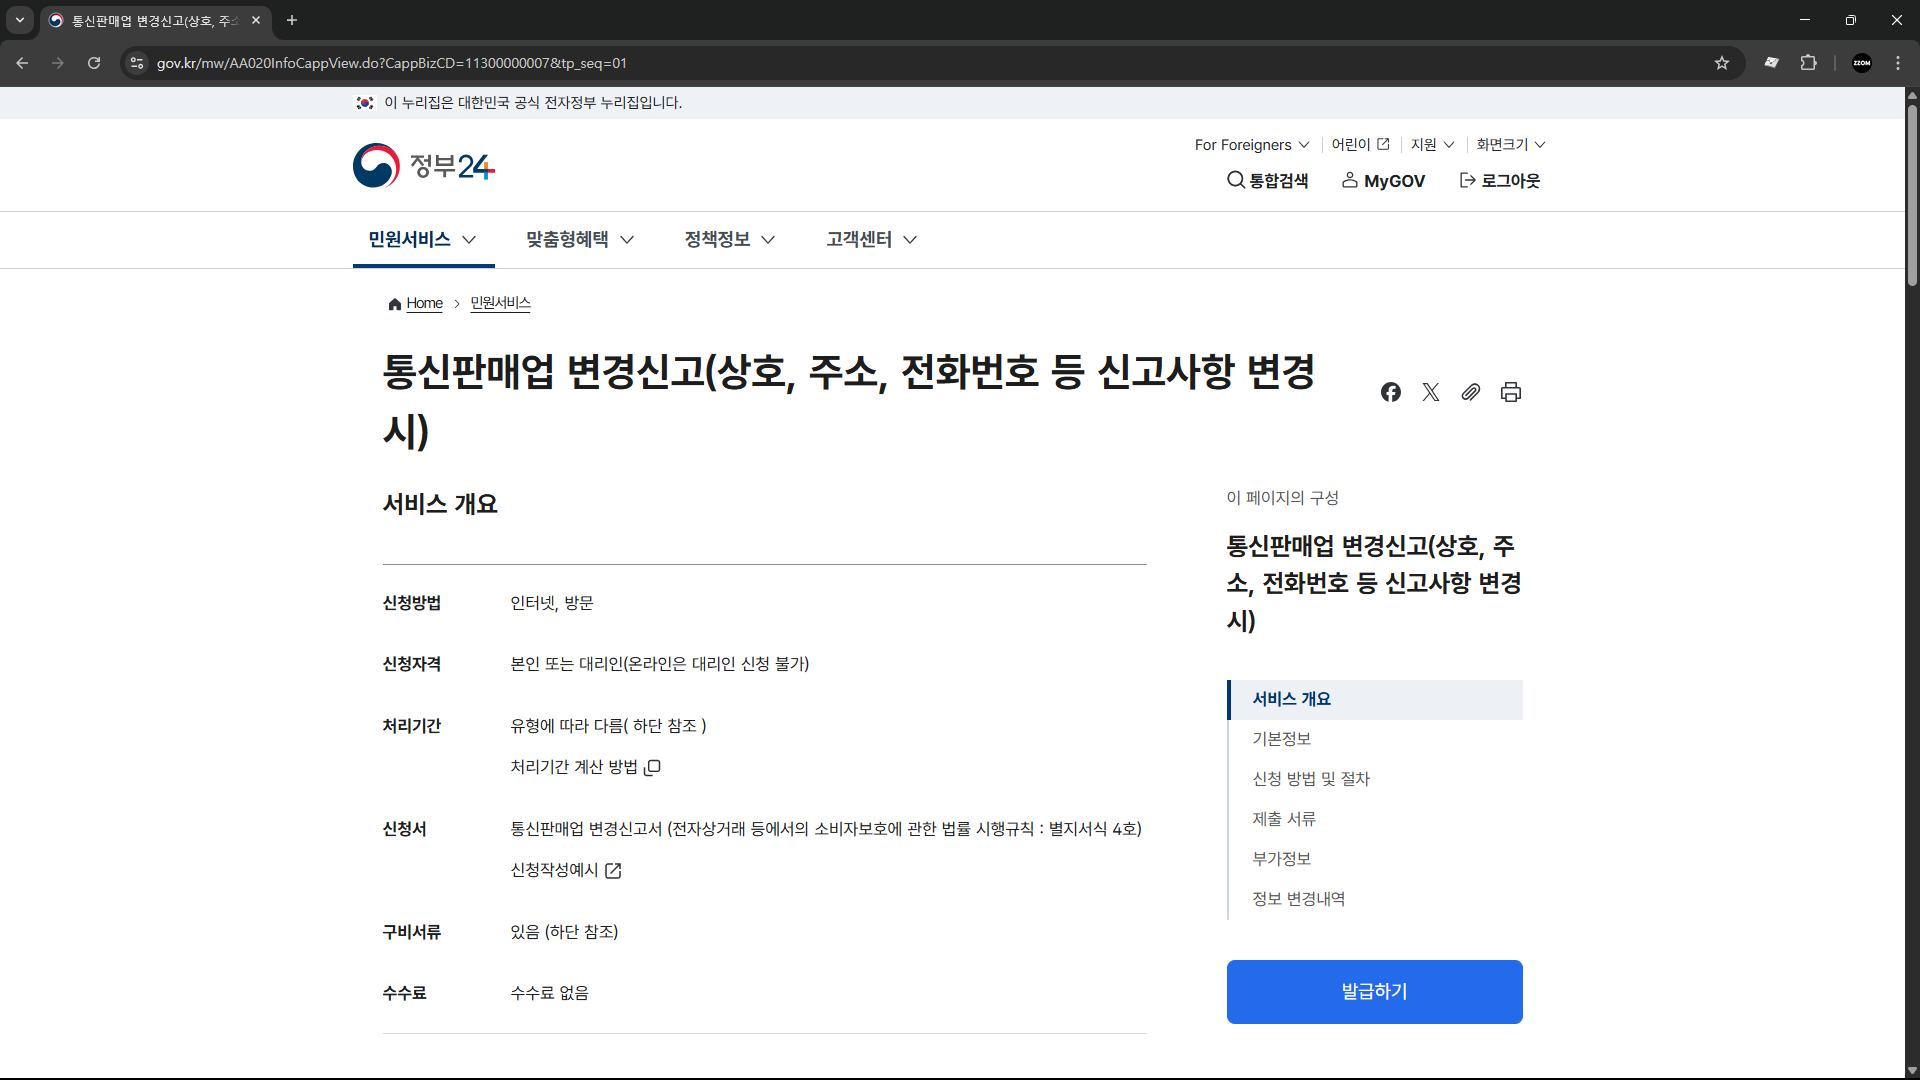 통신판매업 변경신고(상호, 주소
gov.kr/mw/AA020InfoCappView.do?CappBizCD=11300000007&tp_seq=01
ZZOM
이 누리집은 대한민국 공식 전자정부 누리집입니다.
정부24
For Foreigners 어린이 지원 화면크기
통합검색 MyGOV 로그아웃
민원서비스 맞춤형혜택 정책정보 고객센터
Home > 민원서비스
통신판매업 변경신고(상호, 주소, 전화번호 등 신고사항 변경
시)
서비스 개요
신청방법 인터넷, 방문
신청자격 본인 또는 대리인(온라인은 대리인 신청 불가)
처리기간 유형에 따라 다름( 하단 참조 )
처리기간 계산 방법
신청서 통신판매업 변경신고서 (전자상거래 등에서의 소비자보호에 관한 법률 시행규칙 : 별지서식 4호)
신청작성예시
구비서류 있음 (하단 참조)
수수료 수수료 없음
이 페이지의 구성
통신판매업 변경신고(상호, 주
소, 전화번호 등 신고사항 변경
시)
서비스 개요
기본정보
신청 방법 및 절차
제출 서류
부가정보
정보 변경내역
발급하기